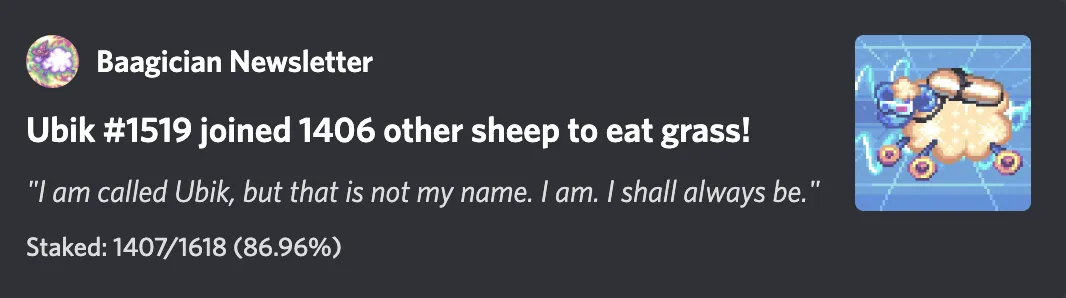 Baagician Newsletter
Ubik #1519 joined 1406 other sheep to eat grass!
"I am called Ubik, but that is not my name. I am. I shall always be."
Staked: 1407/1618 (86.96%)